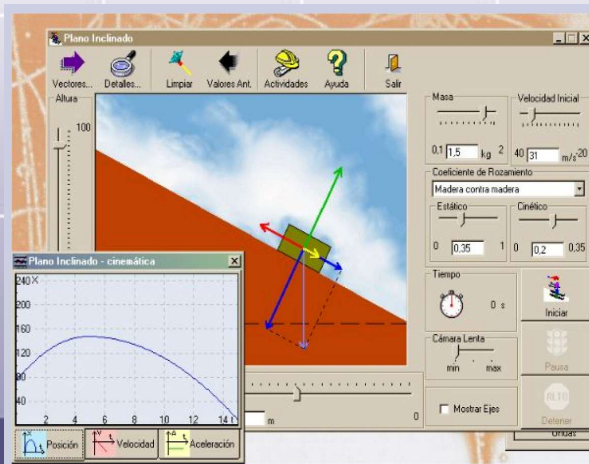 Plano Inclinado
Vectores... Detalles... Limpiar Valores Ant. Actividades Ayuda Salir
Altura
100
Masa
0,1 1,5 kg 2
Velocidad Inicial
40 31 m/s -20
Coeficiente de Rozamiento
Madera contra madera
Estático
0 0,35 1
Cinético
0 0,2 0,35
Tiempo
0 s
Iniciar
Cámara Lenta
min max
Pausa
Mostrar Ejes
Detener
m 0
Plano Inclinado - cinemática
240 X
200
160
120
80
40
2 4 6 8 10 12 14 t
Posición Velocidad Aceleración